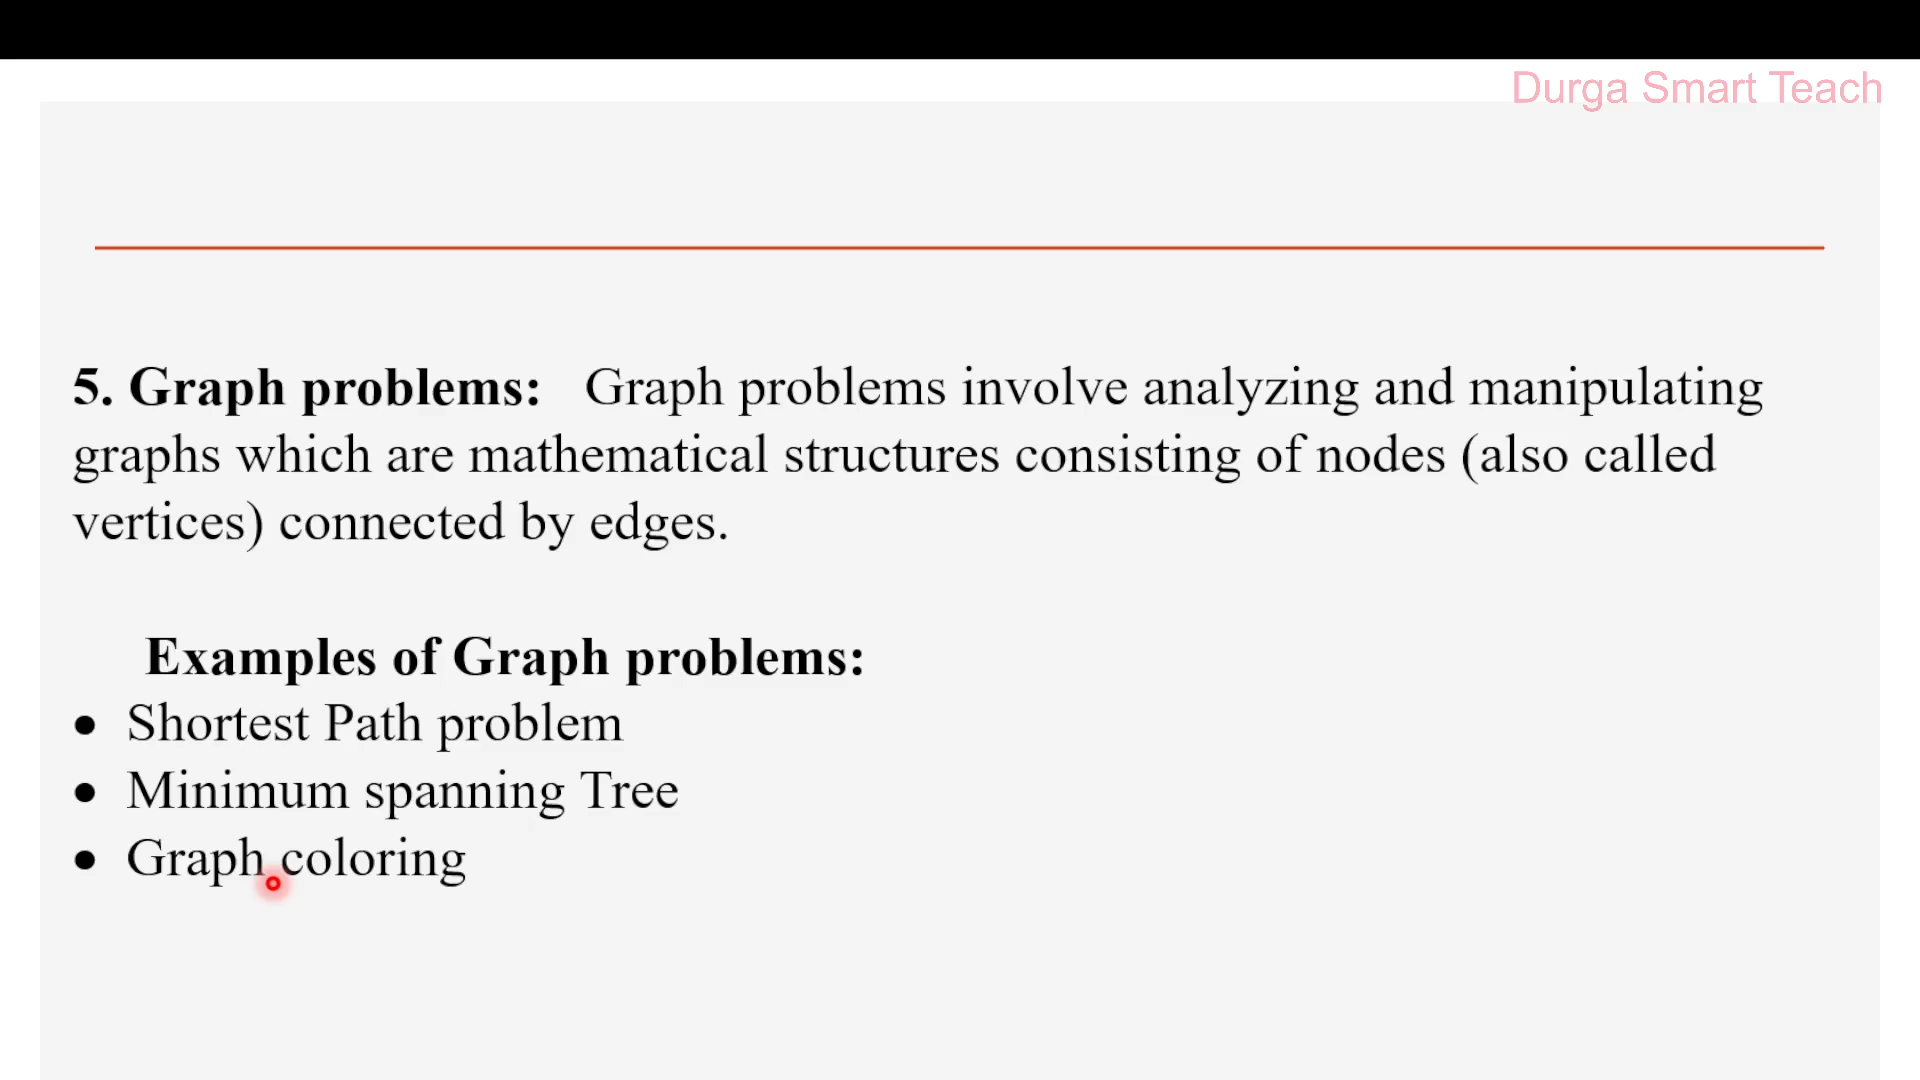 Durga Smart Teach
5. Graph problems: Graph problems involve analyzing and manipulating
graphs which are mathematical structures consisting of nodes (also called
vertices) connected by edges.
Examples of Graph problems:
• Shortest Path problem
• Minimum spanning Tree
• Graph coloring